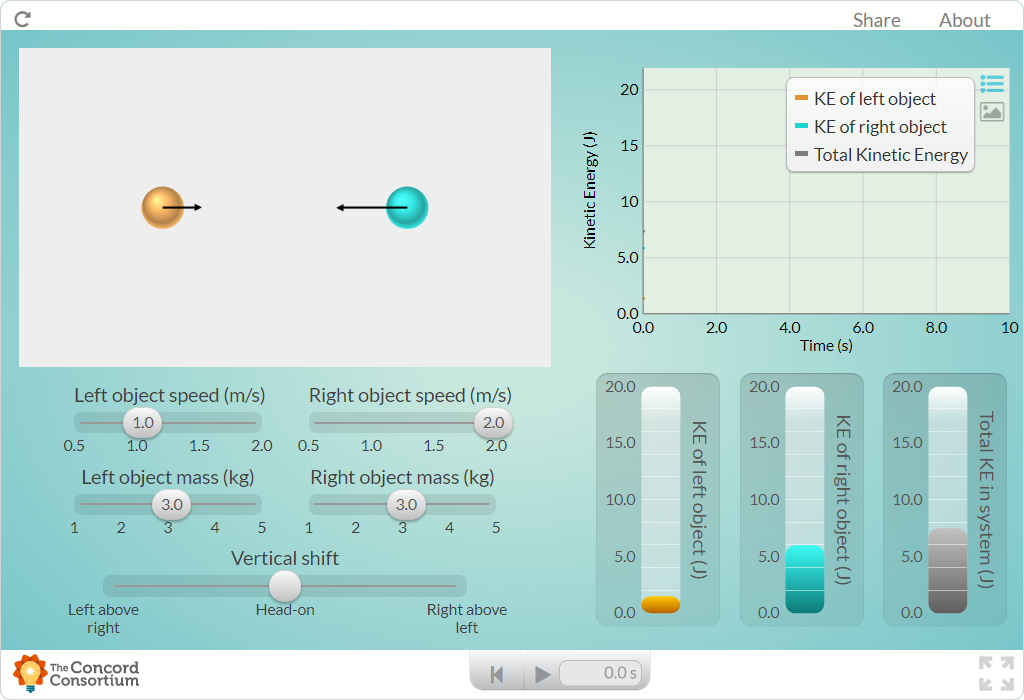 Share About
20
15
10
5.0
0.0
Kinetic Energy (J)
KE of left object
KE of right object
Total Kinetic Energy
0.0 2.0 4.0 6.0 8.0 10
Time (s)
Left object speed (m/s)
1.0
0.5 1.0 1.5 2.0
Right object speed (m/s)
2.0
0.5 1.0 1.5 2.0
Left object mass (kg)
3.0
1 2 3 4 5
Right object mass (kg)
3.0
1 2 3 4 5
Vertical shift
Left above
right
Head-on
Right above
left
20.0
15.0
10.0
5.0
0.0
KE of left object (J)
20.0
15.0
10.0
5.0
0.0
KE of right object (J)
20.0
15.0
10.0
5.0
0.0
Total KE in system (J)
The Concord
Consortium
0.0 s